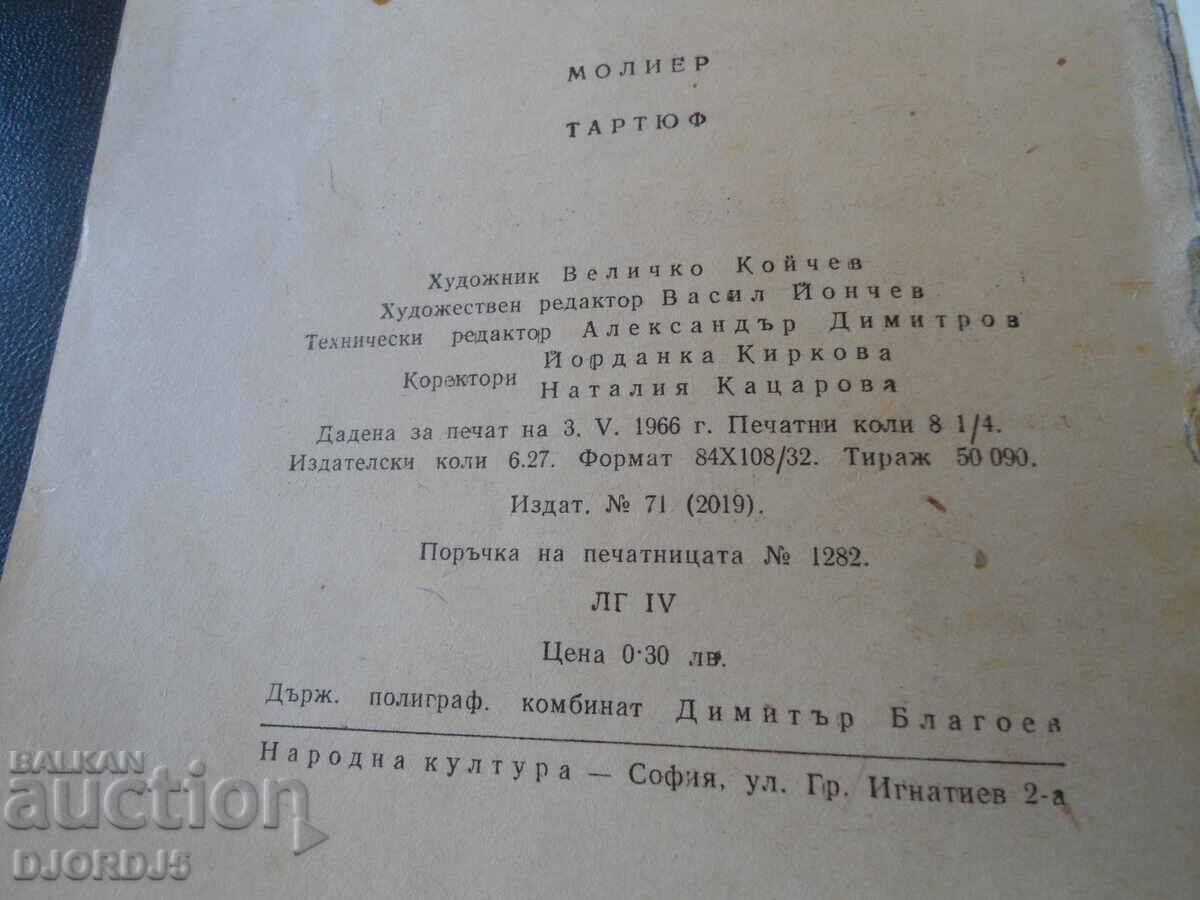 МОЛИЕР
ТАРТЮФ
Художник Величко Койчев
Художествен редактор Васил Йончев
Технически редактор Александър Димитров
Коректори Йорданка Киркова
Наталия Кацарова
Дадена за печат на 3. V. 1966 г. Печатни коли 8 1/4.
Издателски коли 6.27. Формат 84X108/32. Тираж 50 090.
Издат. № 71 (2019).
Поръчка на печатницата № 1282.
ЛГ IV
Цена 0·30 лв.
Държ. полиграф. комбинат Димитър Благоев
Народна култура — София, ул. Гр. Игнатиев 2-а
BALKAN
auction
DJORDJ5